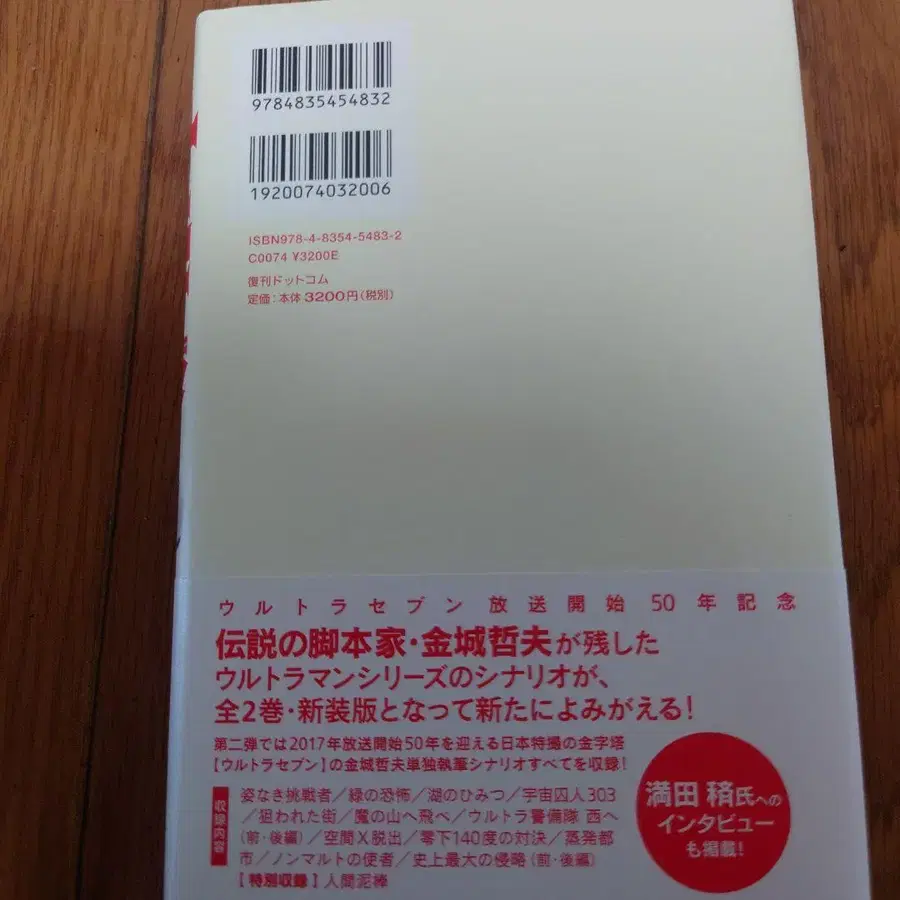 9784835454832
1920074032006
ISBN978-4-8354-5483-2
C0074 ¥3200E
復刊ドットコム
定価：本体3200円（税別）
ウルトラセブン放送開始50年記念
伝説の脚本家・金城哲夫が残した
ウルトラマンシリーズのシナリオが、
全2巻・新装版となって新たによみがえる！
第二弾では2017年放送開始50年を迎える日本特撮の金字塔
【ウルトラセブン】の金城哲夫単独執筆シナリオすべてを収録！
収録内容
姿なき挑戦者／緑の恐怖／湖のひみつ／宇宙囚人303
／狙われた街／魔の山へ飛べ／ウルトラ警備隊 西へ
（前・後編）／空間X脱出／零下140度の対決／蒸発都
市／ノンマルトの使者／史上最大の侵略（前・後編）
【特別収録】人間泥棒
満田 𥶡氏への
インタビュー
も掲載！